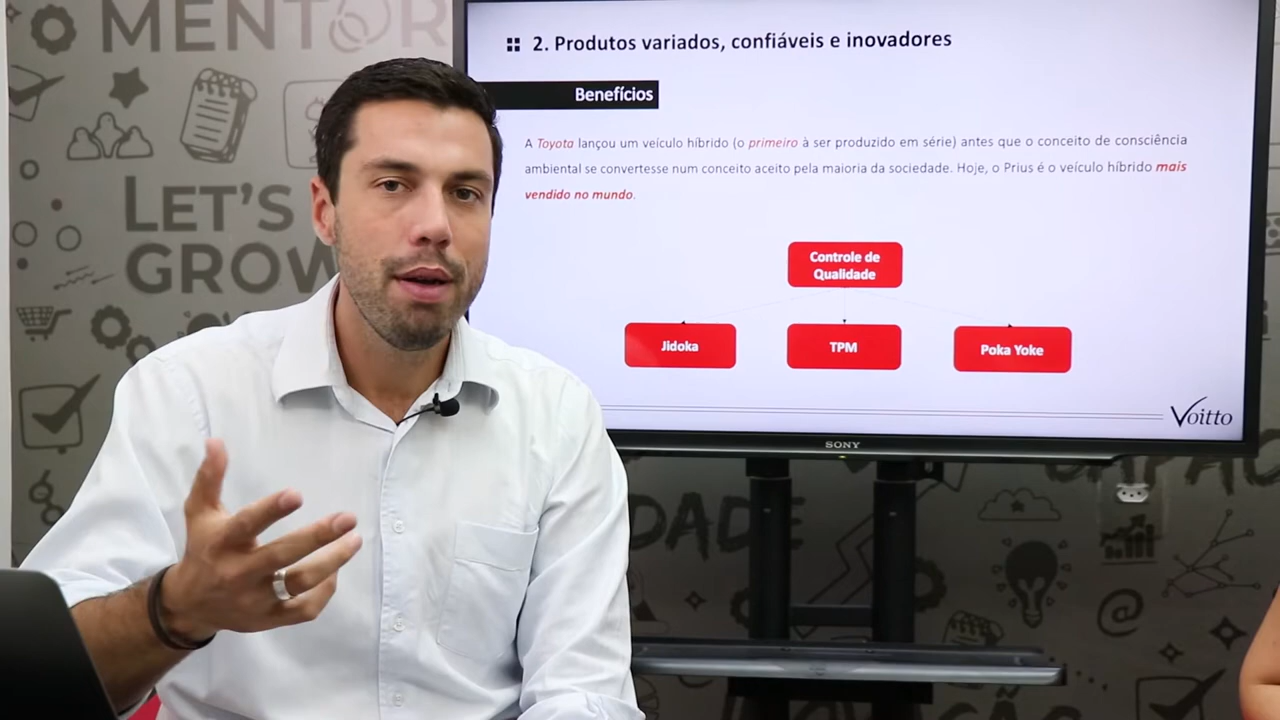 MENTOR
LET'S
GROW
2. Produtos variados, confiáveis e inovadores
Benefícios
A Toyota lançou um veículo híbrido (o primeiro à ser produzido em série) antes que o conceito de consciência
ambiental se convertesse num conceito aceito pela maioria da sociedade. Hoje, o Prius é o veículo híbrido mais
vendido no mundo.
Controle de
Qualidade
Jidoka
TPM
Poka Yoke
Voitto
SONY